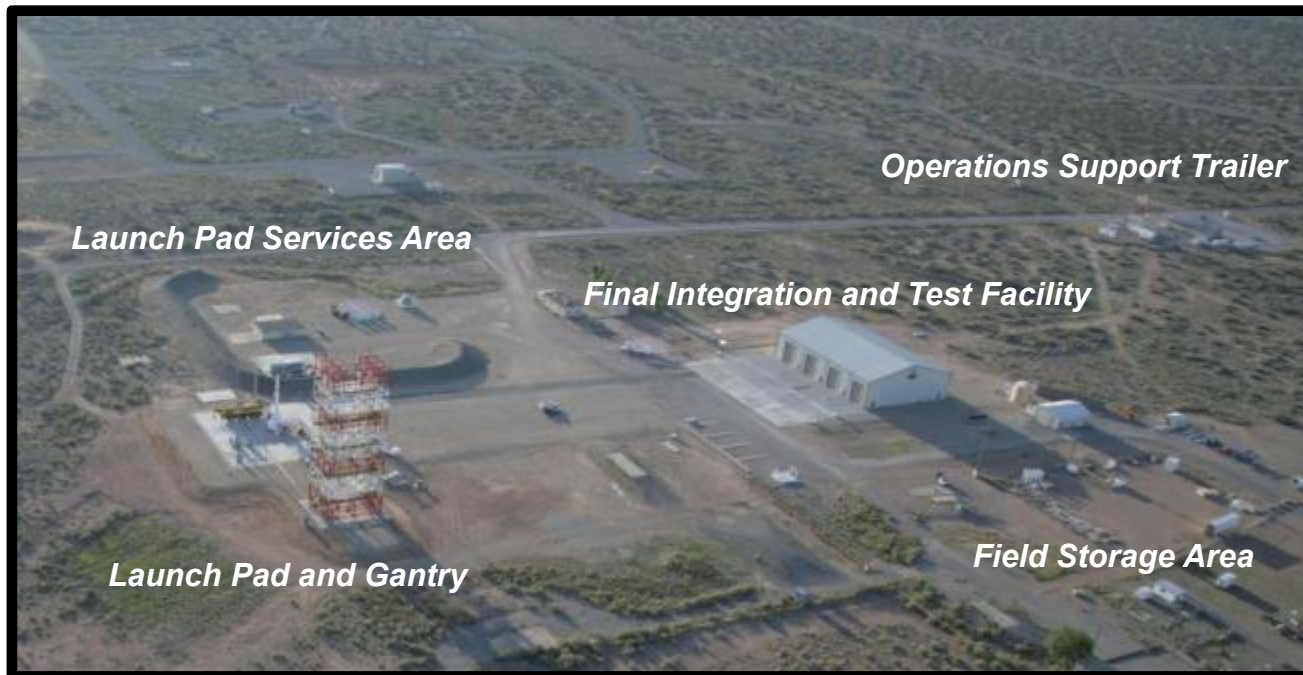 Operations Support Trailer
Launch Pad Services Area
Final Integration and Test Facility
Field Storage Area
Launch Pad and Gantry